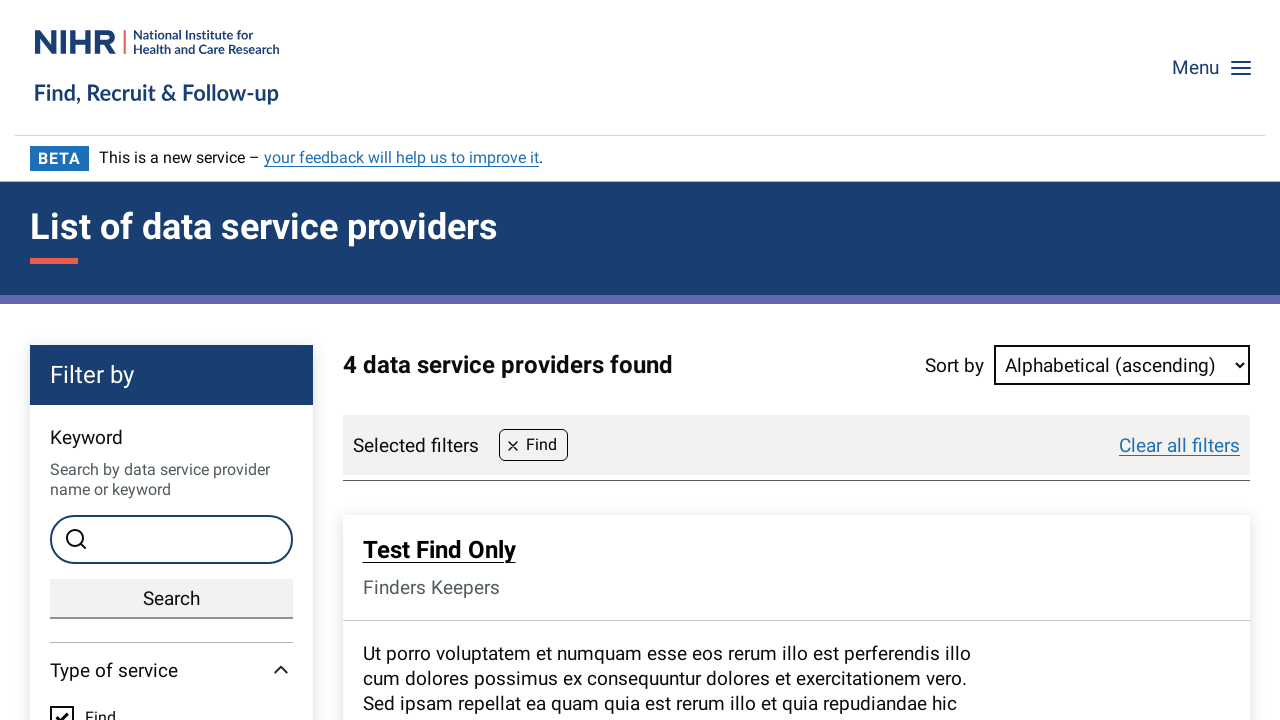 NIHR | National Institute for
Health and Care Research
Find, Recruit & Follow-up
Menu
BETA This is a new service – your feedback will help us to improve it.
List of data service providers
Filter by
Keyword
Search by data service provider
name or keyword
Search
Type of service
Find
4 data service providers found
Sort by Alphabetical (ascending)
Selected filters Find Clear all filters
Test Find Only
Finders Keepers
Ut porro voluptatem et numquam esse eos rerum illo est perferendis illo
cum dolores possimus ex consequuntur dolores et exercitationem vero.
Sed ipsam repellat ea quam quia est rerum illo et quia repudiandae hic